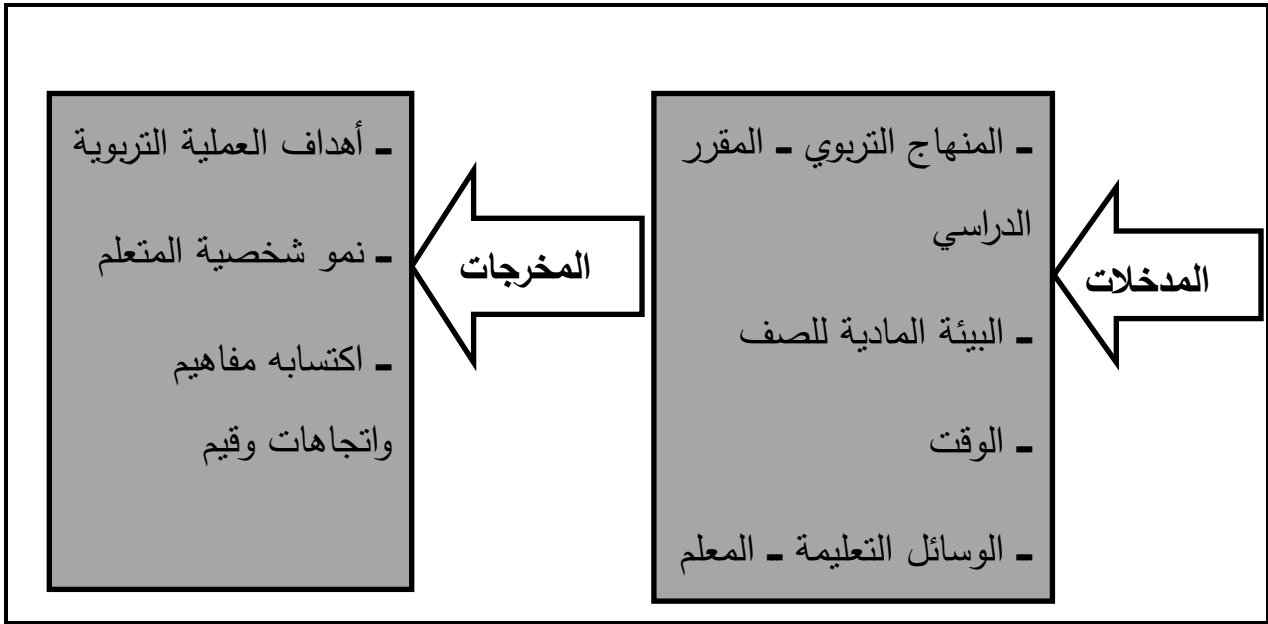 المدخلات
- المنهاج التربوي - المقرر
الدراسي
- البيئة المادية للصف
- الوقت
- الوسائل التعليمة - المعلم
المخرجات
- أهداف العملية التربوية
- نمو شخصية المتعلم
- اكتسابه مفاهيم
واتجاهات وقيم